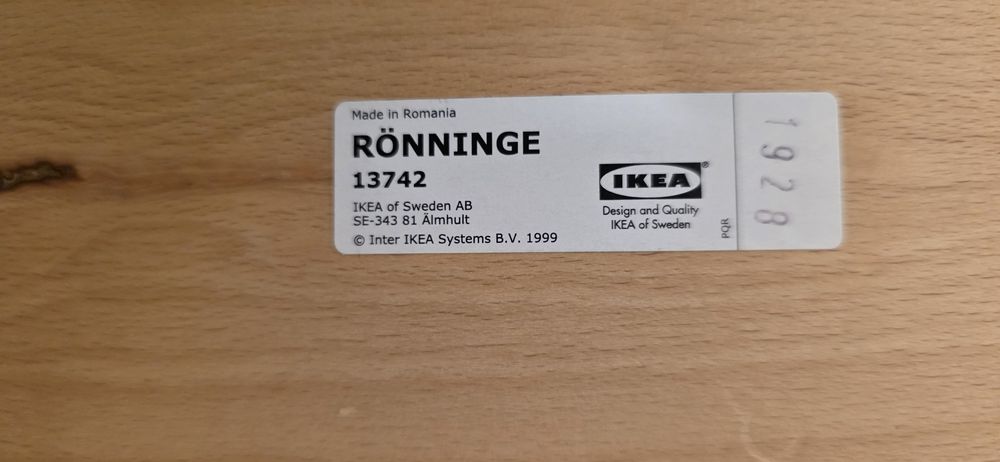 Made in Romania
RÖNNINGE
13742
IKEA of Sweden AB
SE-343 81 Älmhult
© Inter IKEA Systems B.V. 1999
IKEA®
Design and Quality
IKEA of Sweden
PQR
1928